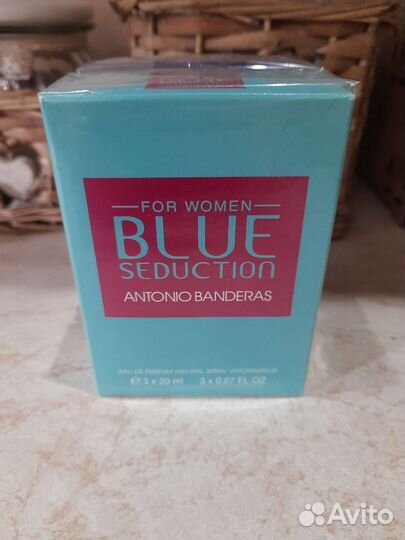 FOR WOMEN
BLUE
SEDUCTION
ANTONIO BANDERAS
EAU DE PARFUM NATURAL SPRAY VAPORISATEUR
℮ 3 x 20 ml 3 x 0.67 FL OZ
Avito